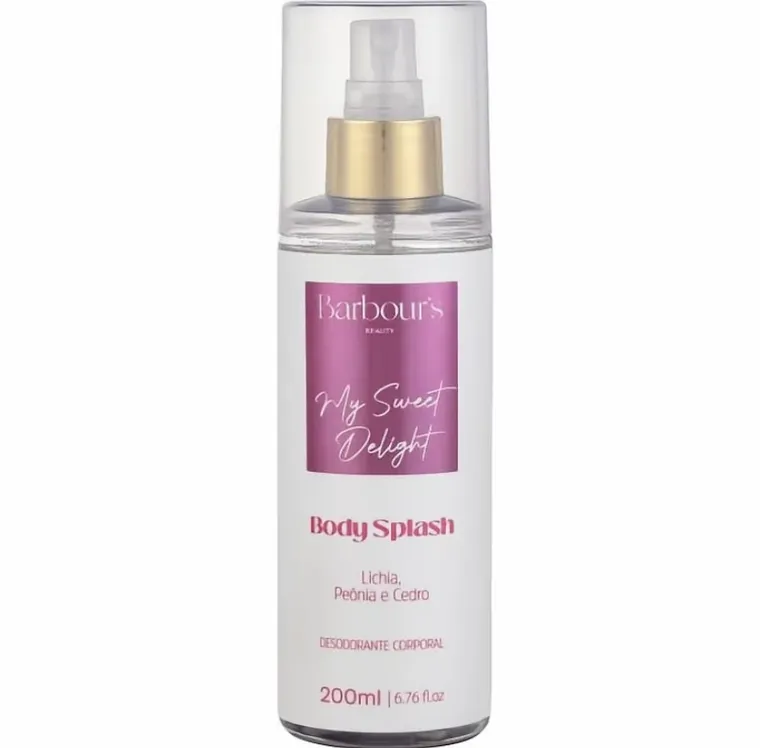 Barbour's
BEAUTY
My Sweet
Delight
Body Splash
Lichia,
Peônia e Cedro
DESODORANTE CORPORAL
200ml | 6.76 fl.oz